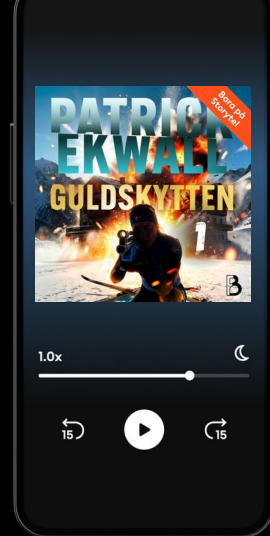 Bara på
Storytel
PATRICK
EKWALL
GULDSKYTTEN
1
B
1.0x
15
15